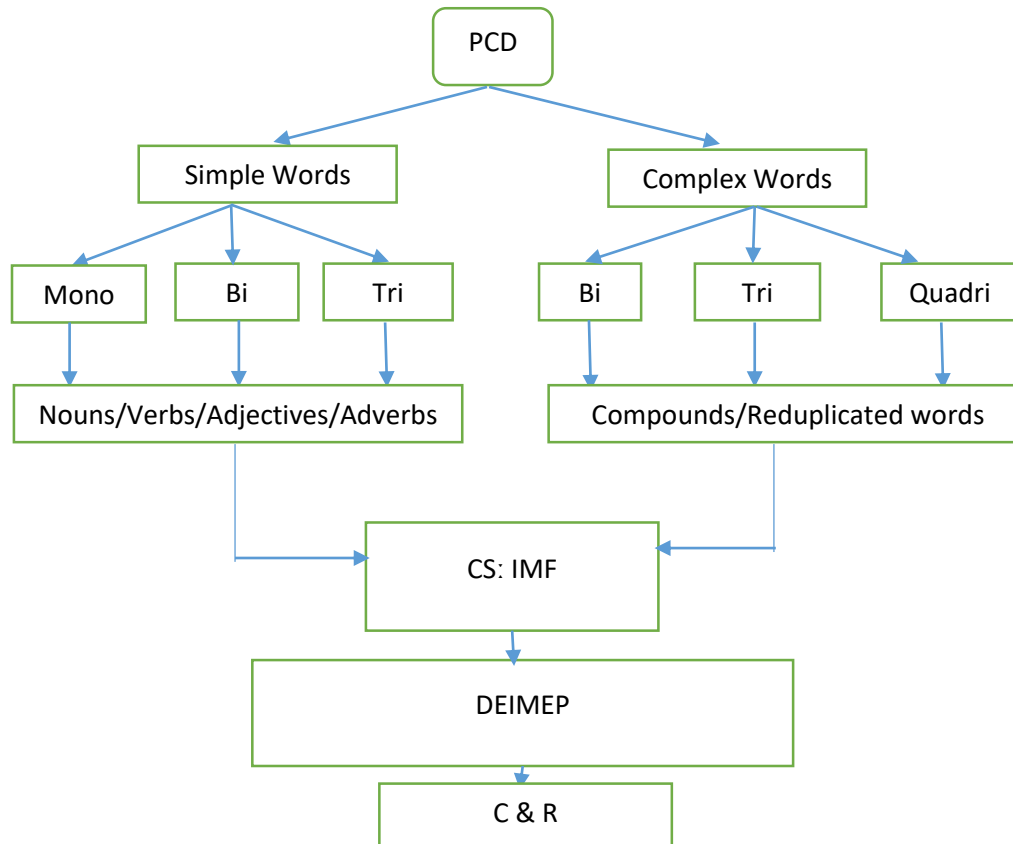 PCD
Simple Words
Complex Words
Mono
Bi
Tri
Bi
Tri
Quadri
Nouns/Verbs/Adjectives/Adverbs
Compounds/Reduplicated words
CS: IMF
DEIMEP
C & R